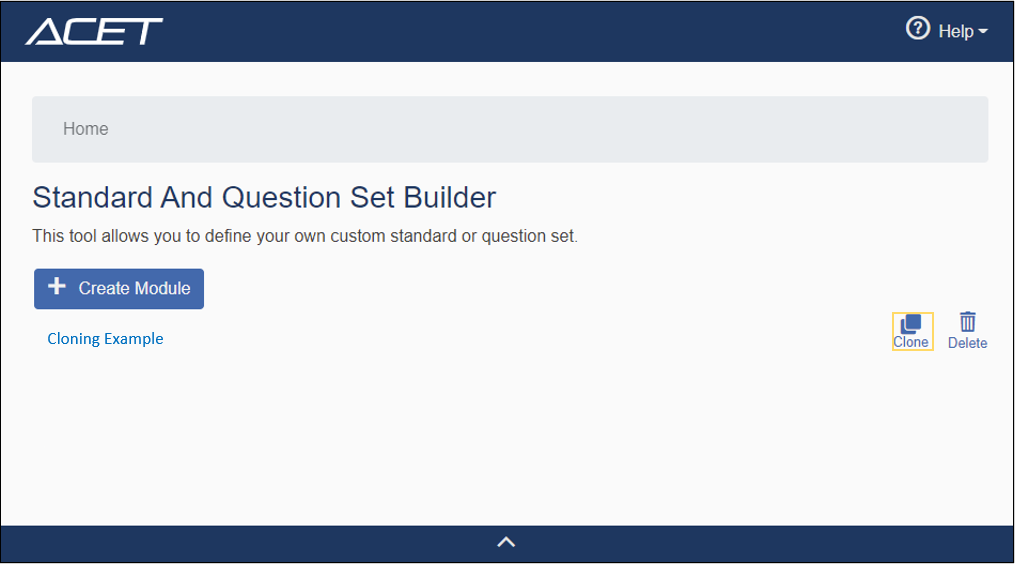 ACET
Help
Home
Standard And Question Set Builder
This tool allows you to define your own custom standard or question set.
Create Module
Cloning Example
Clone
Delete